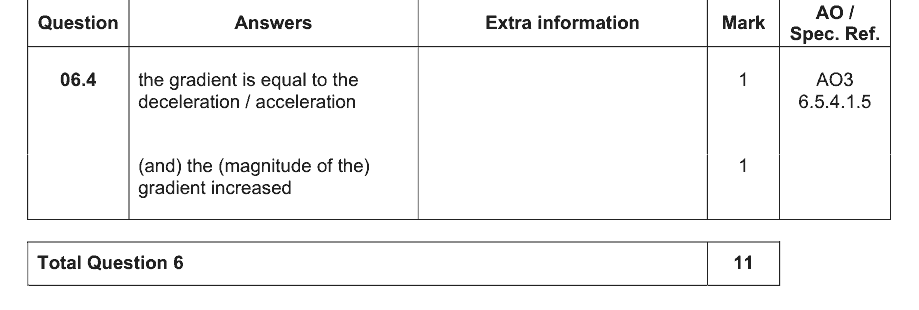 Question Answers Extra information Mark AO /
Spec. Ref.
06.4 the gradient is equal to the 1 AO3
deceleration / acceleration 6.5.4.1.5
(and) the (magnitude of the) 1
gradient increased
Total Question 6 11